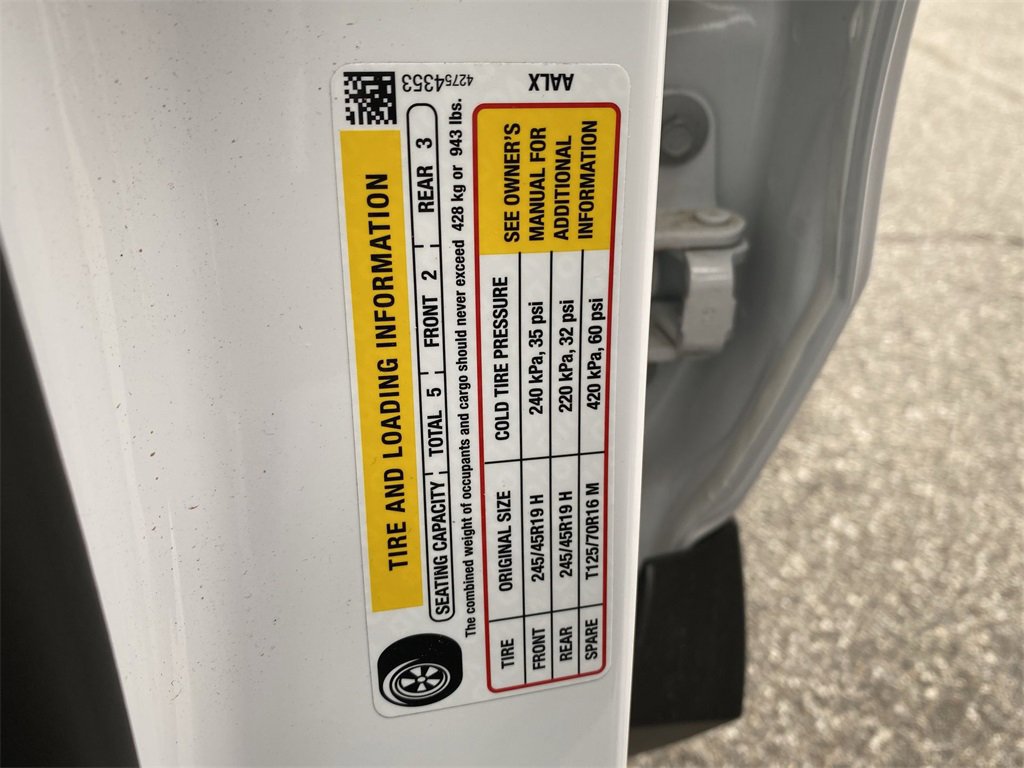 42754353
AALX
TIRE AND LOADING INFORMATION
SEATING CAPACITY TOTAL 5 FRONT 2 REAR 3
The combined weight of occupants and cargo should never exceed 428 kg or 943 lbs.
TIRE ORIGINAL SIZE COLD TIRE PRESSURE
FRONT 245/45R19 H 240 kPa, 35 psi
REAR 245/45R19 H 220 kPa, 32 psi
SPARE T125/70R16 M 420 kPa, 60 psi
SEE OWNER'S
MANUAL FOR
ADDITIONAL
INFORMATION